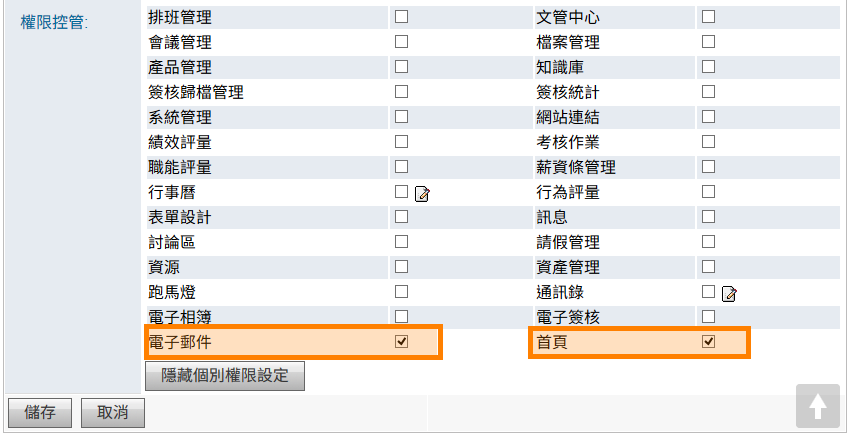 權限控管:
排班管理 文管中心
會議管理 檔案管理
產品管理 知識庫
簽核歸檔管理 簽核統計
系統管理 網站連結
績效評量 考核作業
職能評量 薪資條管理
行事曆 行為評量
表單設計 訊息
討論區 請假管理
資源 資產管理
跑馬燈 通訊錄
電子相簿 電子簽核
電子郵件 首頁
隱藏個別權限設定
儲存 取消